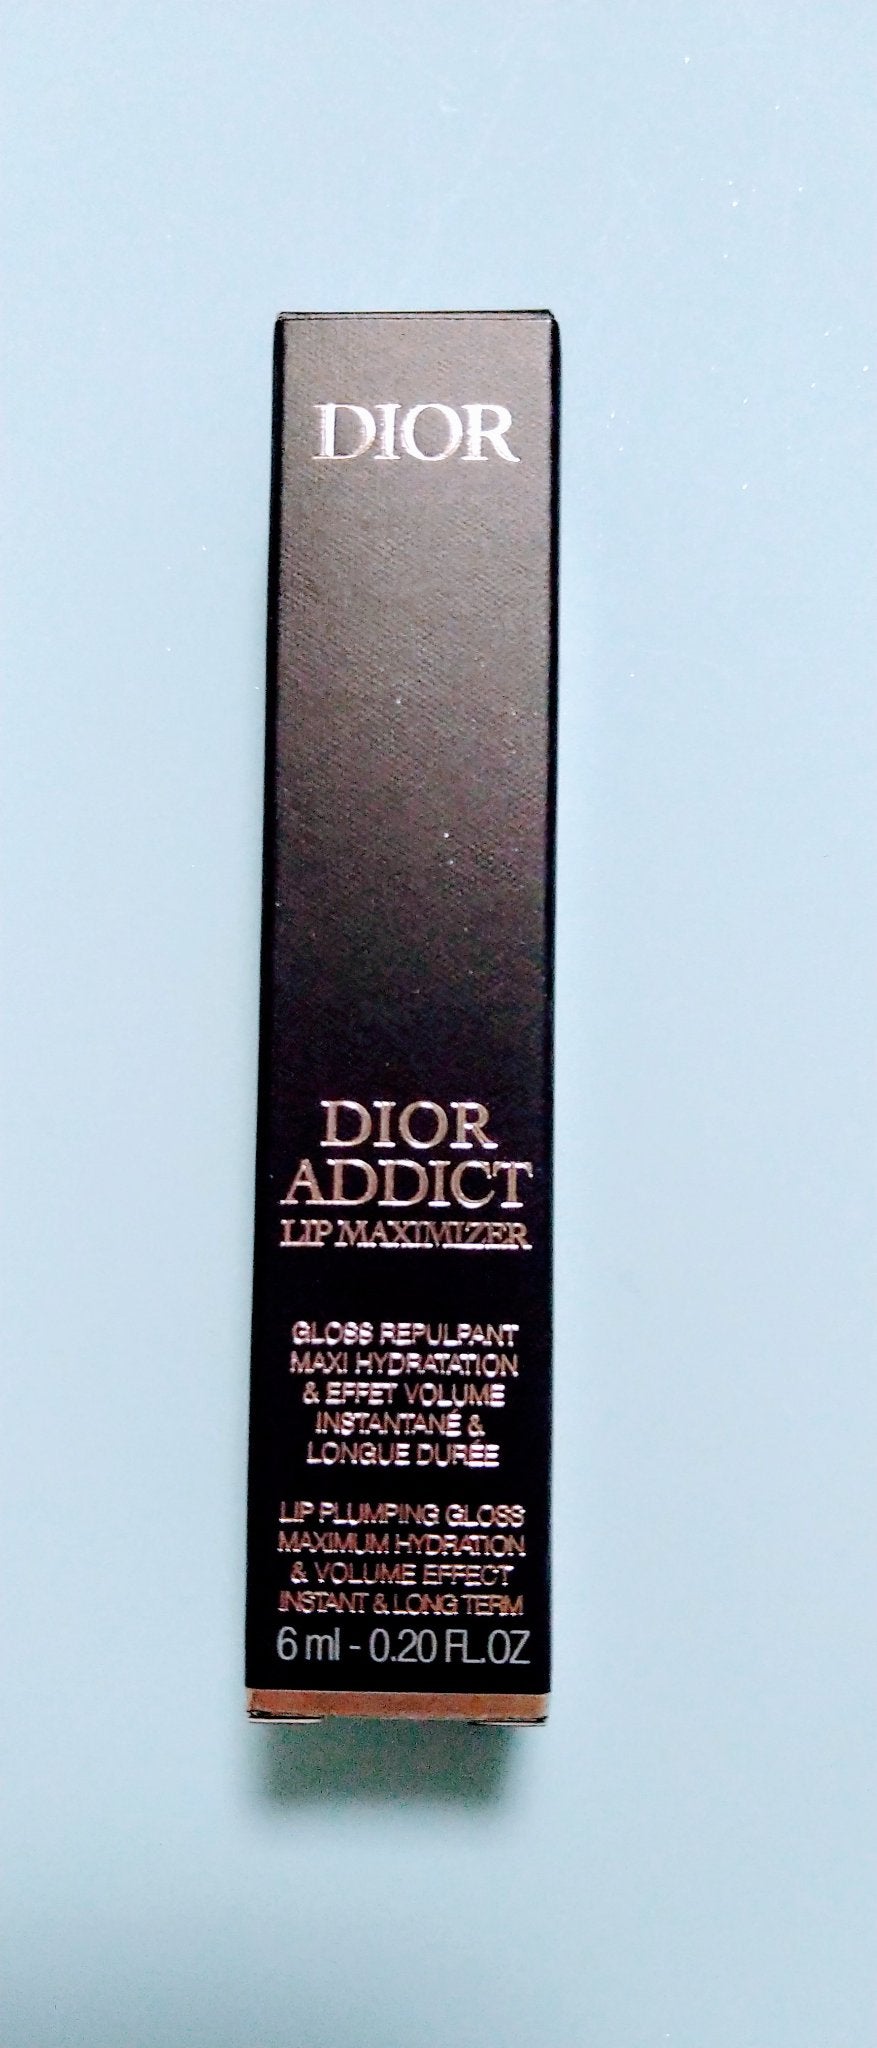 DIOR
DIOR
ADDICT
LIP MAXIMIZER
GLOSS REPULPANT
MAXI HYDRATATION
& EFFET VOLUME
INSTANTANÉ &
LONGUE DURÉE
LIP PLUMPING GLOSS
MAXIMUM HYDRATION
& VOLUME EFFECT
INSTANT & LONG TERM
6 ml - 0.20 FL.OZ